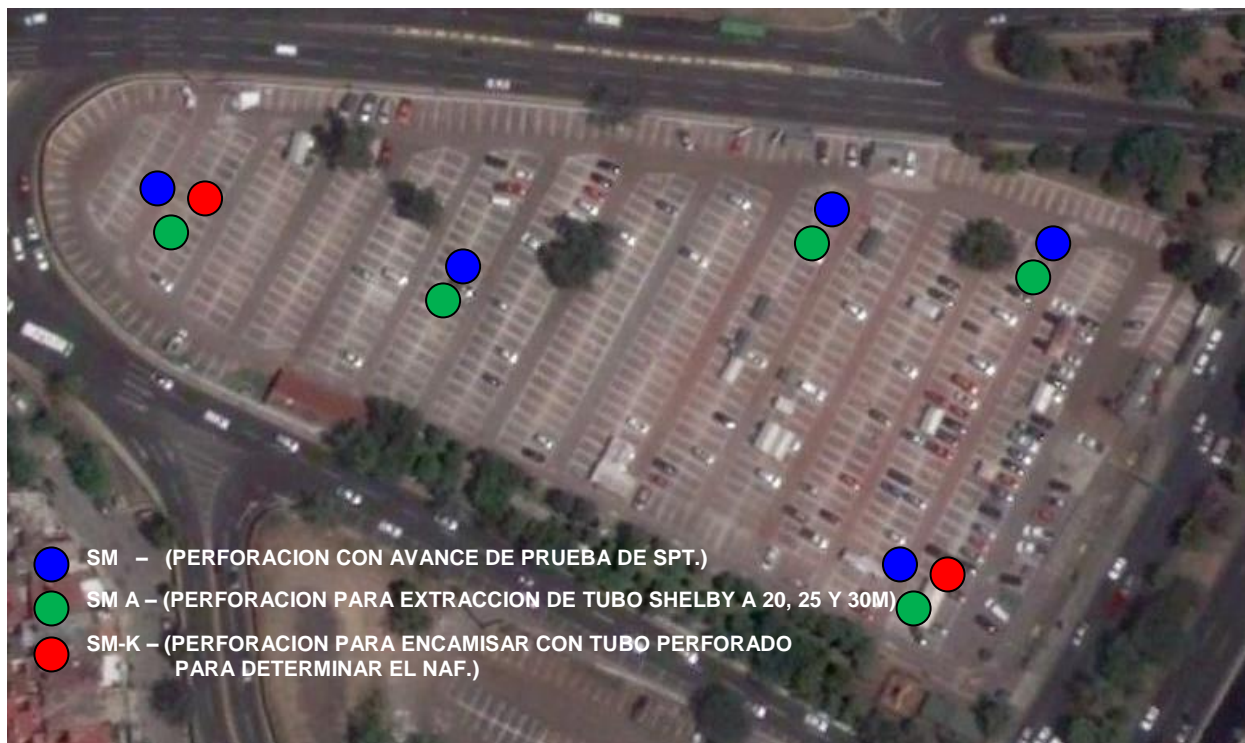 SM – (PERFORACION CON AVANCE DE PRUEBA DE SPT.)
SM A – (PERFORACION PARA EXTRACCION DE TUBO SHELBY A 20, 25 Y 30M)
SM-K – (PERFORACION PARA ENCAMISAR CON TUBO PERFORADO
PARA DETERMINAR EL NAF.)